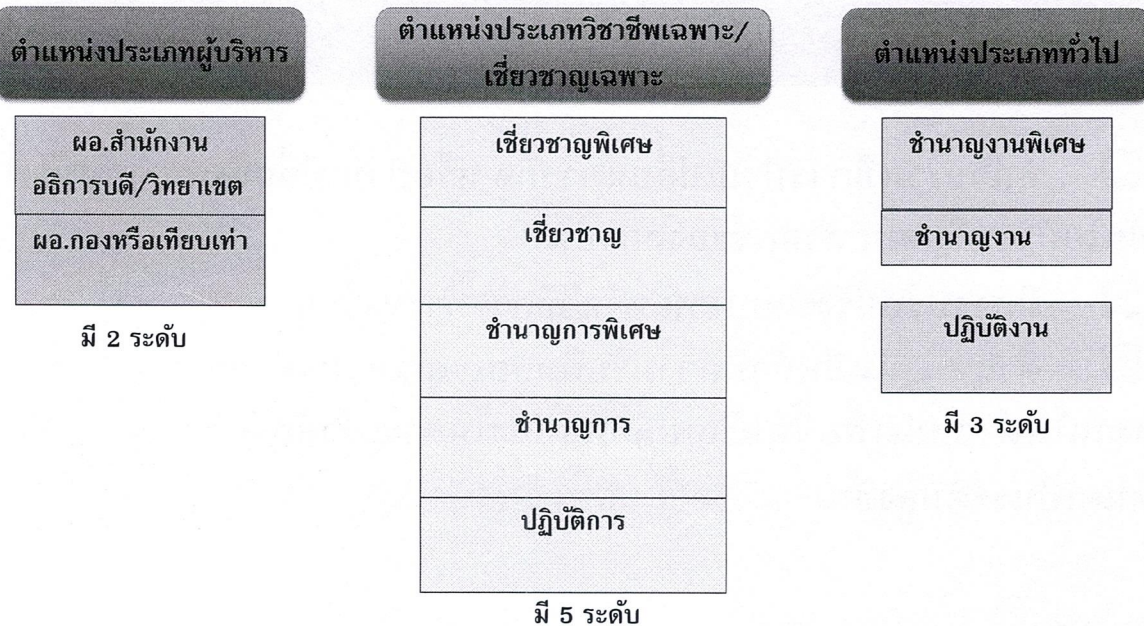 ตำแหน่งประเภทผู้บริหาร
ผอ.สำนักงาน
อธิการบดี/วิทยาเขต
ผอ.กองหรือเทียบเท่า
มี 2 ระดับ
ตำแหน่งประเภทวิชาชีพเฉพาะ/
เชี่ยวชาญเฉพาะ
เชี่ยวชาญพิเศษ
เชี่ยวชาญ
ชำนาญการพิเศษ
ชำนาญการ
ปฏิบัติการ
มี 5 ระดับ
ตำแหน่งประเภททั่วไป
ชำนาญงานพิเศษ
ชำนาญงาน
ปฏิบัติงาน
มี 3 ระดับ